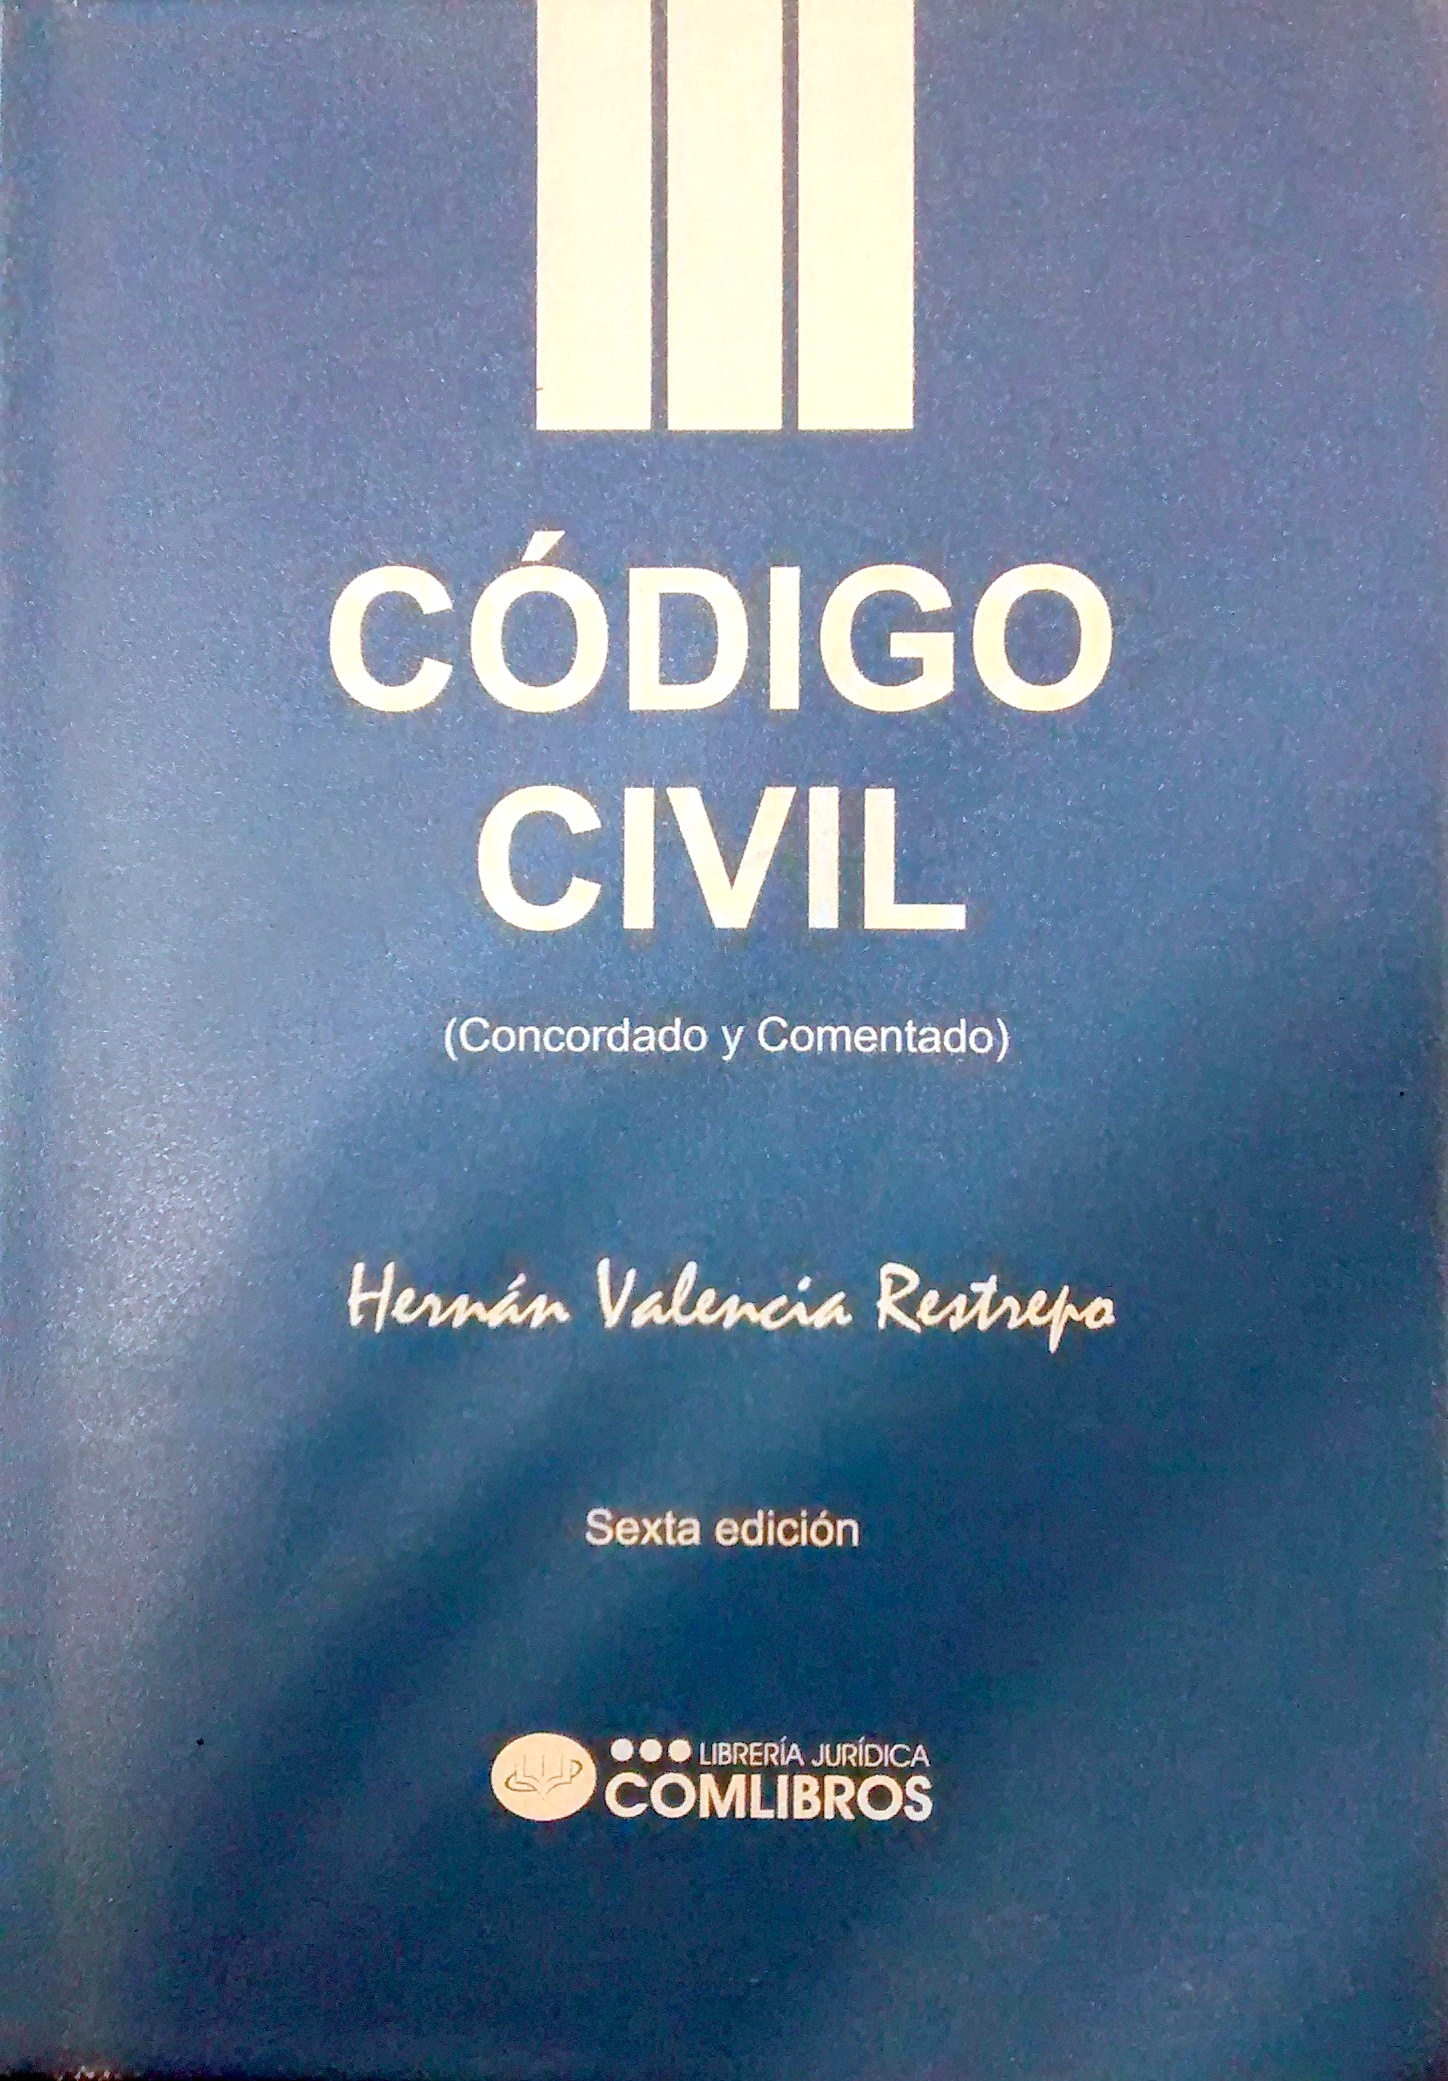 CÓDIGO
CIVIL
(Concordado y Comentado)
Hernán Valencia Restrepo
Sexta edición
LIBRERÍA JURÍDICA
COMLIBROS